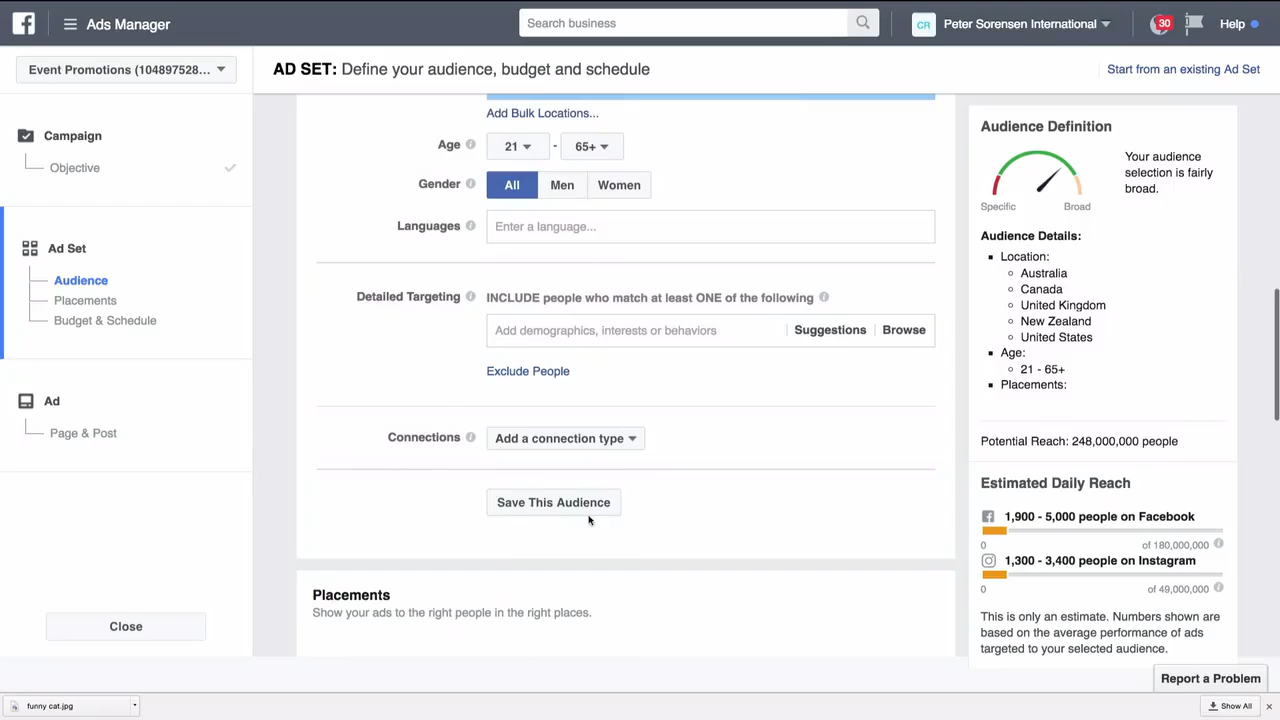 Ads Manager
Search business
CR
Peter Sorensen International
30
Help
Event Promotions (104897528...
AD SET: Define your audience, budget and schedule
Start from an existing Ad Set
Campaign
Objective
Ad Set
Audience
Placements
Budget & Schedule
Ad
Page & Post
Close
Add Bulk Locations...
Age
21 - 65+
Gender
All Men Women
Languages
Enter a language...
Detailed Targeting
INCLUDE people who match at least ONE of the following
Add demographics, interests or behaviors
Suggestions
Browse
Exclude People
Connections
Add a connection type
Save This Audience
Placements
Show your ads to the right people in the right places.
Audience Definition
Your audience
selection is fairly
broad.
Specific
Broad
Audience Details:
Location:
Australia
Canada
United Kingdom
New Zealand
United States
Age:
21 - 65+
Placements:
Potential Reach: 248,000,000 people
Estimated Daily Reach
1,900 - 5,000 people on Facebook
0
of 180,000,000
1,300 - 3,400 people on Instagram
0
of 49,000,000
This is only an estimate. Numbers shown are
based on the average performance of ads
targeted to your selected audience.
Report a Problem
funny cat.jpg
Show All